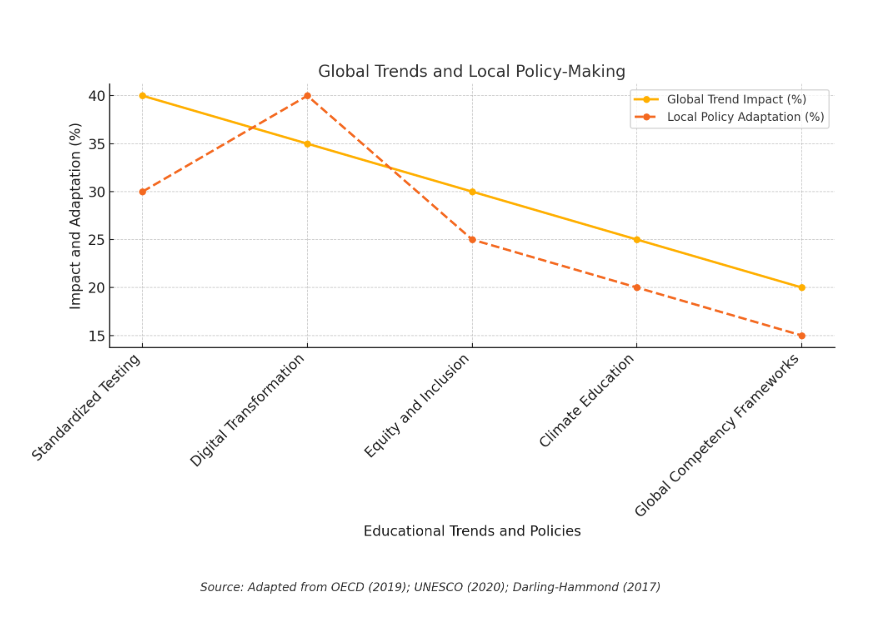 Global Trends and Local Policy-Making
Global Trend Impact (%)
Local Policy Adaptation (%)
Impact and Adaptation (%)
40
35
30
25
20
15
Standardized Testing
Digital Transformation
Equity and Inclusion
Climate Education
Global Competency Frameworks
Educational Trends and Policies
Source: Adapted from OECD (2019); UNESCO (2020); Darling-Hammond (2017)